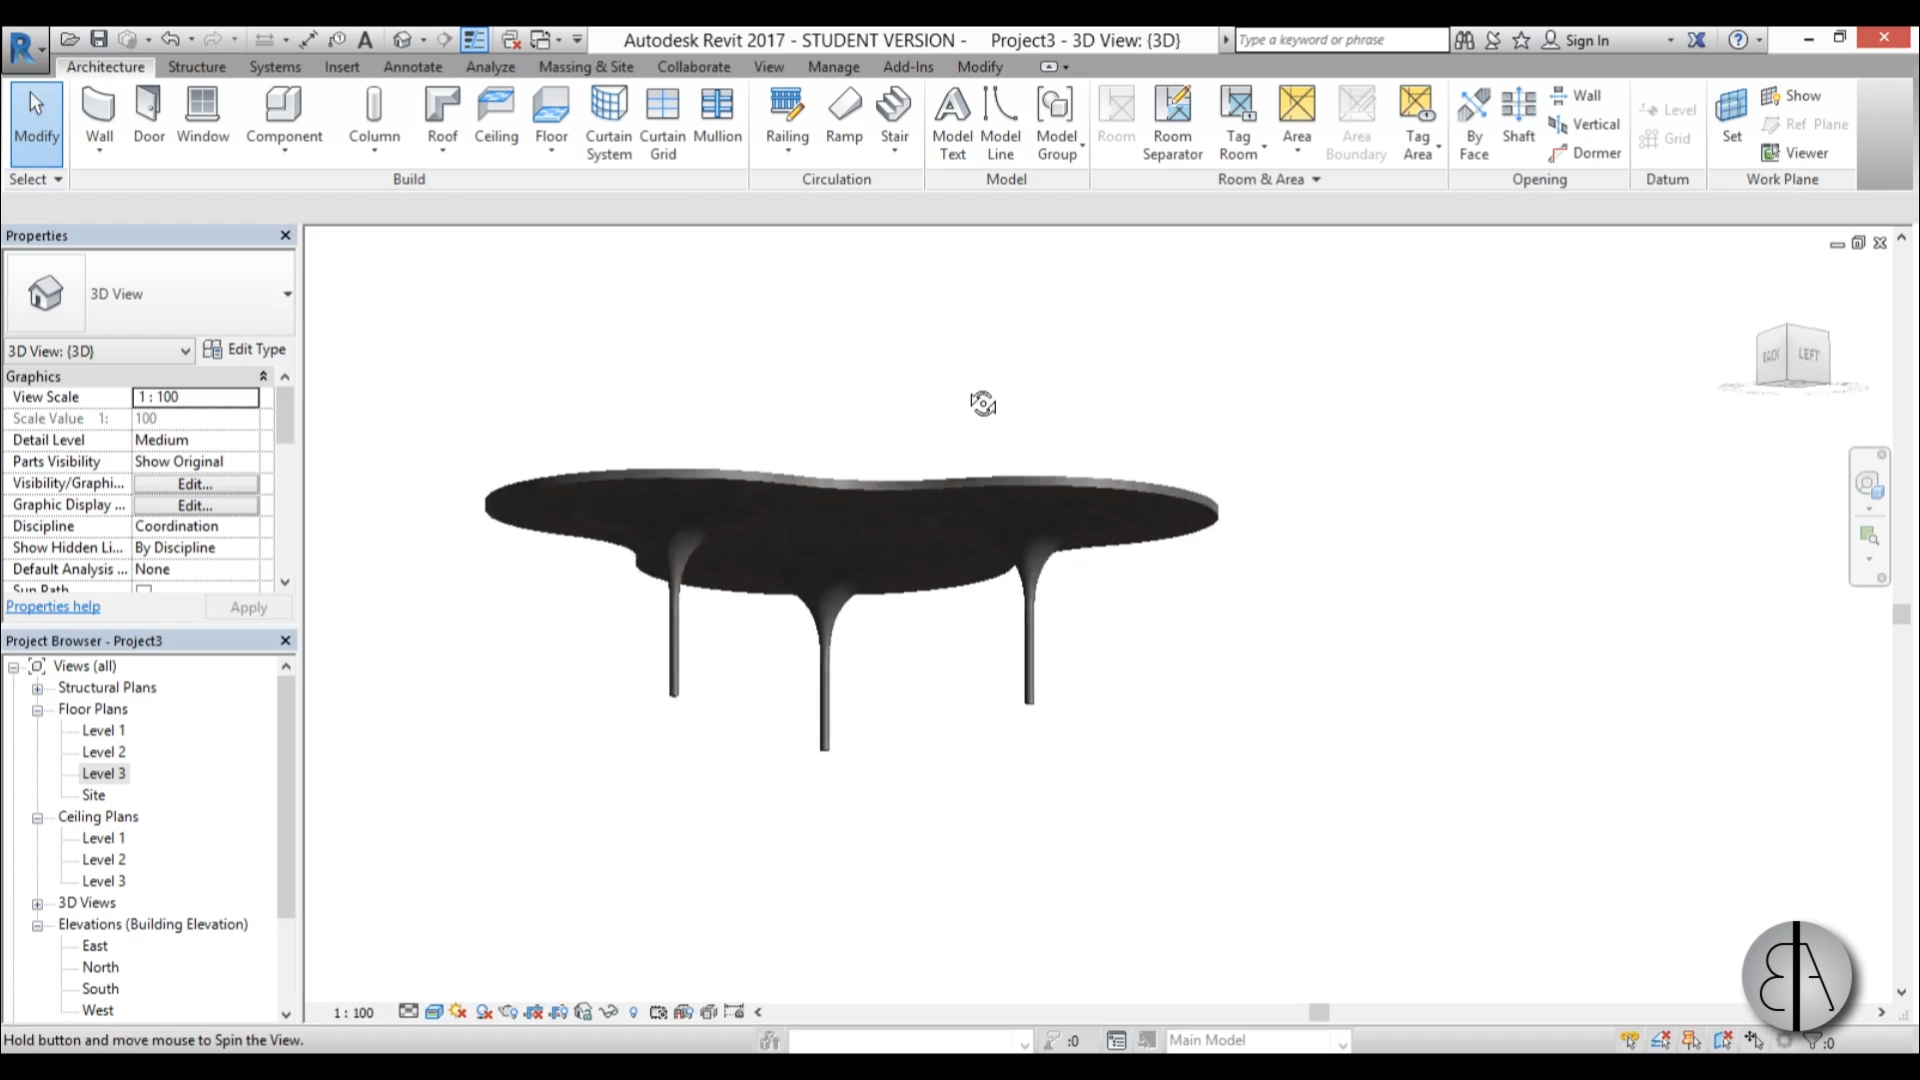 Autodesk Revit 2017 - STUDENT VERSION - Project3 - 3D View: {3D}
Type a keyword or phrase
Sign In
Architecture Structure Systems Insert Annotate Analyze Massing & Site Collaborate View Manage Add-Ins Modify
Modify Wall Door Window Component Column Roof Ceiling Floor Curtain System Curtain Grid Mullion Railing Ramp Stair Model Text Model Line Model Group Room Room Separator Tag Room Area Area Boundary Tag Area By Face Shaft Wall Vertical Dormer Level Grid Set Show Ref Plane Viewer
Select Build Circulation Model Room & Area Opening Datum Work Plane
Properties
3D View
3D View: {3D} Edit Type
Graphics
View Scale 1 : 100
Scale Value 1: 100
Detail Level Medium
Parts Visibility Show Original
Visibility/Graphi... Edit...
Graphic Display ... Edit...
Discipline Coordination
Show Hidden Li... By Discipline
Default Analysis ... None
Sun Path
Properties help Apply
BACK LEFT
Project Browser - Project3
Views (all)
Structural Plans
Floor Plans
Level 1
Level 2
Level 3
Site
Ceiling Plans
Level 1
Level 2
Level 3
3D Views
Elevations (Building Elevation)
East
North
South
West
1 : 100
Hold button and move mouse to Spin the View.
:0
Main Model
:0